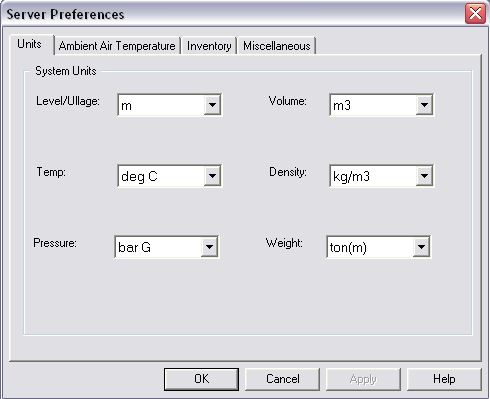 Server Preferences
Units Ambient Air Temperature Inventory Miscellaneous
System Units
Level/Ullage: m Volume: m3
Temp: deg C Density: kg/m3
Pressure: bar G Weight: ton(m)
OK Cancel Apply Help